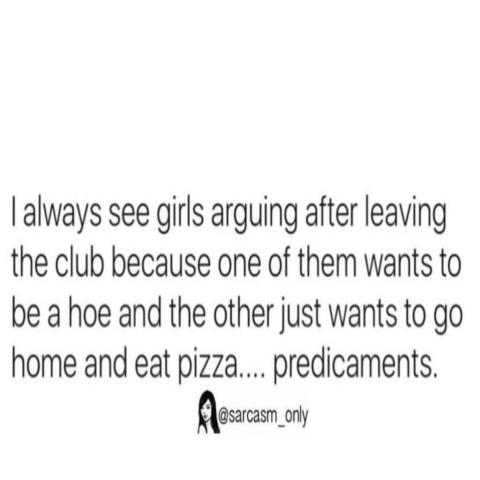 I always see girls arguing after leaving
the club because one of them wants to
be a hoe and the other just wants to go
home and eat pizza.... predicaments.
@sarcasm_only